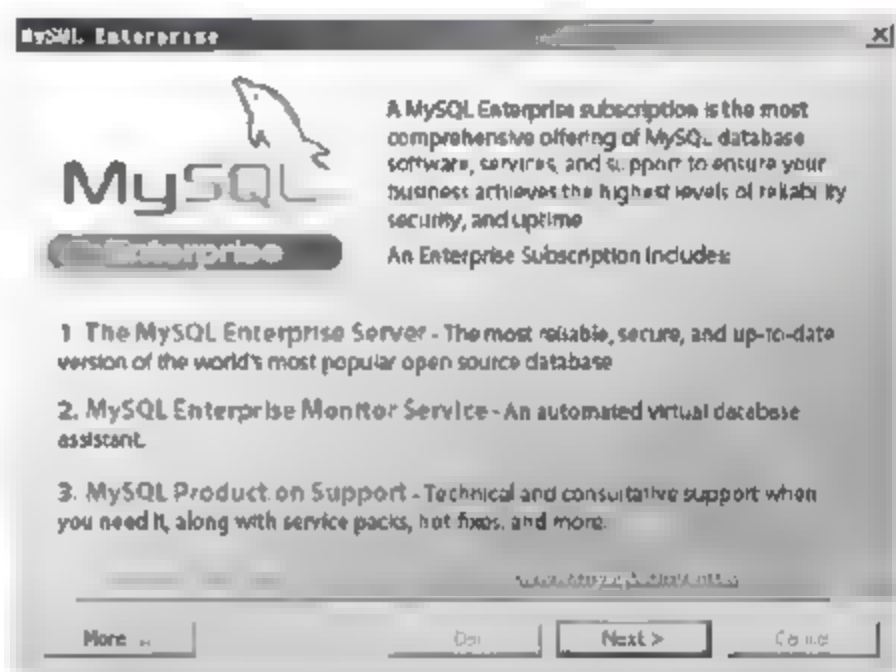 MySQL Enterprise
A MySQL Enterprise subscription is the most
comprehensive offering of MySQL database
software, services, and support to ensure your
business achieves the highest levels of reliability
security, and uptime
An Enterprise Subscription includes:
MySQL
Enterprise
1 The MySQL Enterprise Server - The most reliable, secure, and up-to-date
version of the world's most popular open source database
2. MySQL Enterprise Monitor Service - An automated virtual database
assistant.
3. MySQL Production Support - Technical and consultative support when
you need it, along with service packs, hot fixes, and more.
More ...
Next >
Cancel